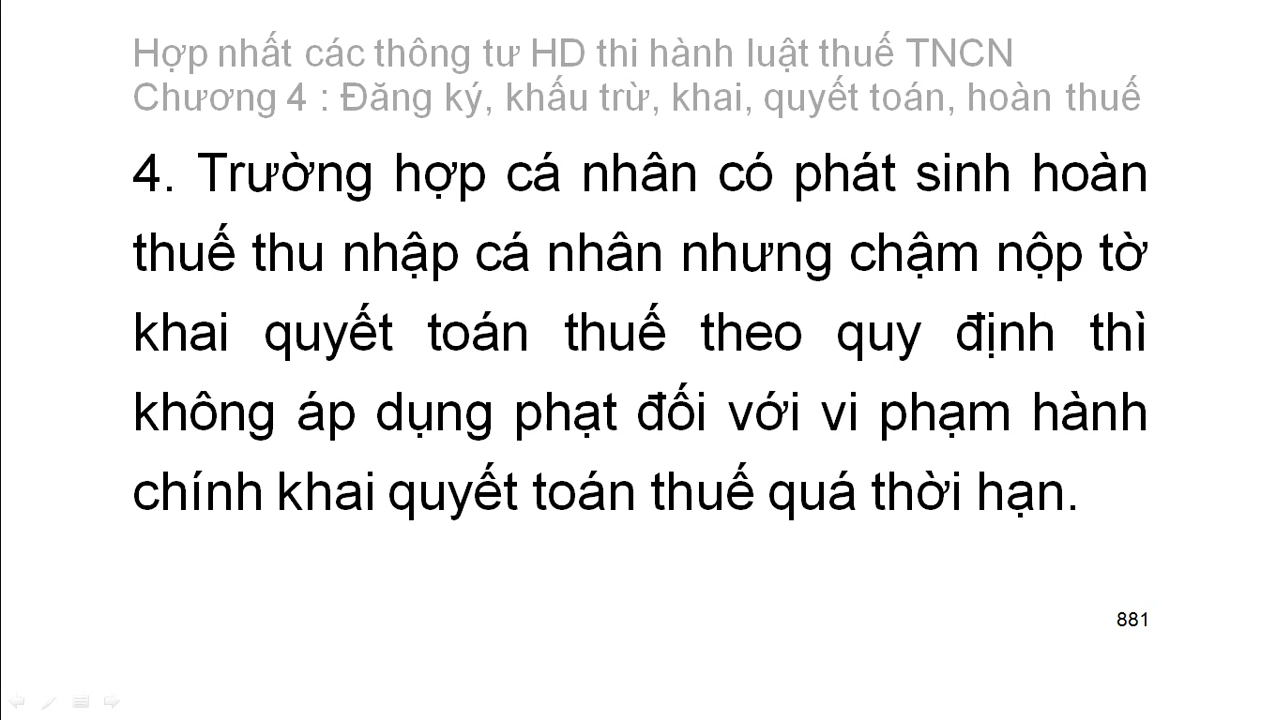 Hợp nhất các thông tư HD thi hành luật thuế TNCN
Chương 4 : Đăng ký, khấu trừ, khai, quyết toán, hoàn thuế
4. Trường hợp cá nhân có phát sinh hoàn
thuế thu nhập cá nhân nhưng chậm nộp tờ
khai quyết toán thuế theo quy định thì
không áp dụng phạt đối với vi phạm hành
chính khai quyết toán thuế quá thời hạn.
881